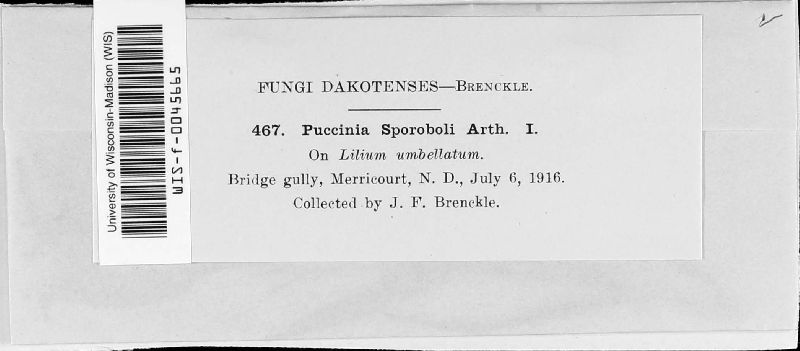 University of Wisconsin-Madison (WIS)
WIS-f-0045665
FUNGI DAKOTENSES—BRENCKLE.
467. Puccinia Sporoboli Arth. I.
On Lilium umbellatum.
Bridge gully, Merricourt, N. D., July 6, 1916.
Collected by J. F. Brenckle.